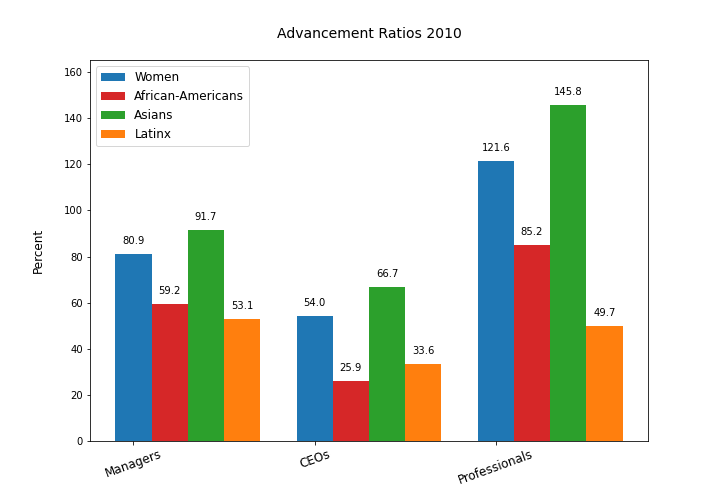 Advancement Ratios 2010
Percent
160
140
120
100
80
60
40
20
0
Women
African-Americans
Asians
Latinx
80.9
59.2
91.7
53.1
54.0
25.9
66.7
33.6
121.6
85.2
145.8
49.7
Managers
CEOs
Professionals